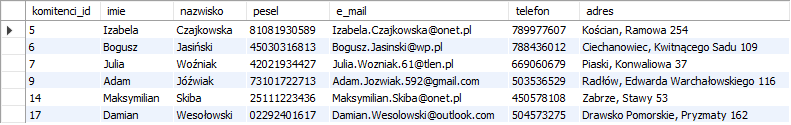 komitenci_id imie nazwisko pesel e_mail telefon adres
5 Izabela Czajkowska 81081930589 Izabela.Czajkowska@onet.pl 789977607 Kościan, Ramowa 254
6 Bogusz Jasiński 45030316813 Bogusz.Jasinski@wp.pl 788436012 Ciechanowiec, Kwitnącego Sadu 109
7 Julia Woźniak 42021934427 Julia.Wozniak.61@tlen.pl 669060679 Piaski, Konwaliowa 37
9 Adam Jóźwiak 73101722713 Adam.Jozwiak.592@gmail.com 503536529 Radłów, Edwarda Warchałowskiego 116
14 Maksymilian Skiba 25111223436 Maksymilian.Skiba@onet.pl 450578108 Zabrze, Stawy 53
17 Damian Wesołowski 02292401617 Damian.Wesolowski@outlook.com 504573275 Drawsko Pomorskie, Pryzmaty 162